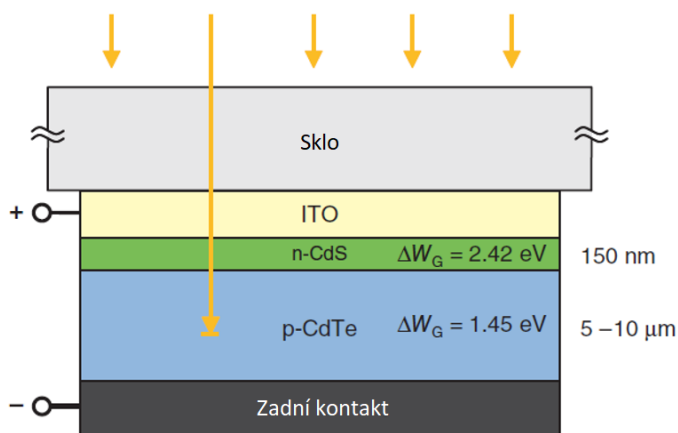 Sklo
+
ITO
n-CdS ΔW_G = 2.42 eV 150 nm
p-CdTe ΔW_G = 1.45 eV 5 –10 μm
– Zadní kontakt